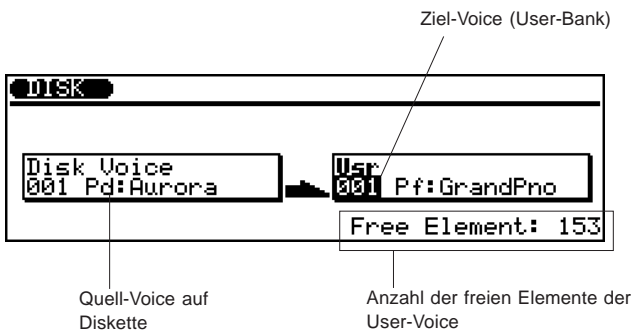 Ziel-Voice (User-Bank)
DISK
Disk Voice
001 Pd:Aurora
Usr
001 Pf:GrandPno
Free Element: 153
Quell-Voice auf
Diskette
Anzahl der freien Elemente der
User-Voice